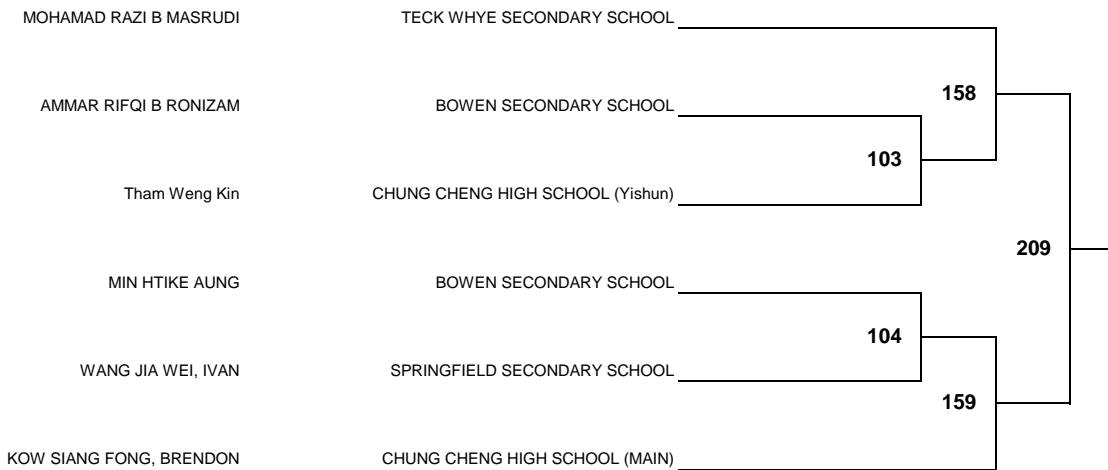 MOHAMAD RAZI B MASRUDI TECK WHYE SECONDARY SCHOOL
158
AMMAR RIFQI B RONIZAM BOWEN SECONDARY SCHOOL
103
Tham Weng Kin CHUNG CHENG HIGH SCHOOL (Yishun)
209
MIN HTIKE AUNG BOWEN SECONDARY SCHOOL
104
WANG JIA WEI, IVAN SPRINGFIELD SECONDARY SCHOOL
159
KOW SIANG FONG, BRENDON CHUNG CHENG HIGH SCHOOL (MAIN)